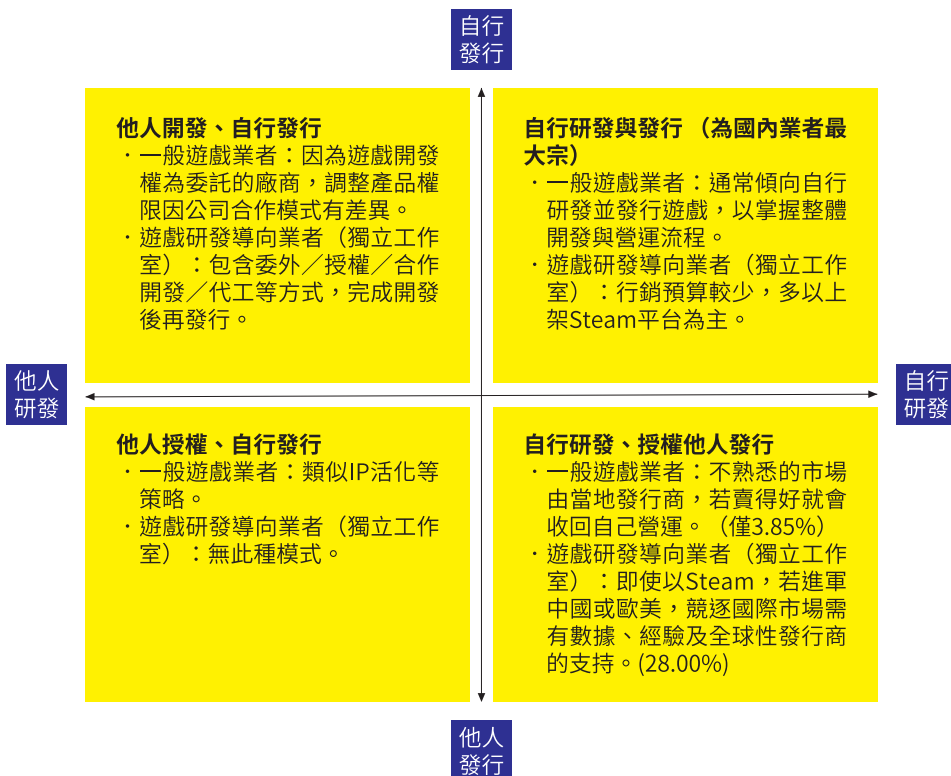 自行
發行
他人開發、自行發行
・一般遊戲業者：因為遊戲開發
權為委託的廠商，調整產品權
限因公司合作模式有差異。
・遊戲研發導向業者（獨立工作
室）：包含委外／授權／合作
開發／代工等方式，完成開發
後再發行。
自行研發與發行 （為國內業者最
大宗）
・一般遊戲業者：通常傾向自行
研發並發行遊戲，以掌握整體
開發與營運流程。
・遊戲研發導向業者（獨立工作
室）：行銷預算較少，多以上
架Steam平台為主。
他人
研發
自行
研發
他人授權、自行發行
・一般遊戲業者：類似IP活化等
策略。
・遊戲研發導向業者（獨立工作
室）：無此種模式。
自行研發、授權他人發行
・一般遊戲業者：不熟悉的市場
由當地發行商，若賣得好就會
收回自己營運。（僅3.85%）
・遊戲研發導向業者（獨立工作
室）：即使以Steam，若進軍
中國或歐美，競逐國際市場需
有數據、經驗及全球性發行商
的支持。(28.00%)
他人
發行